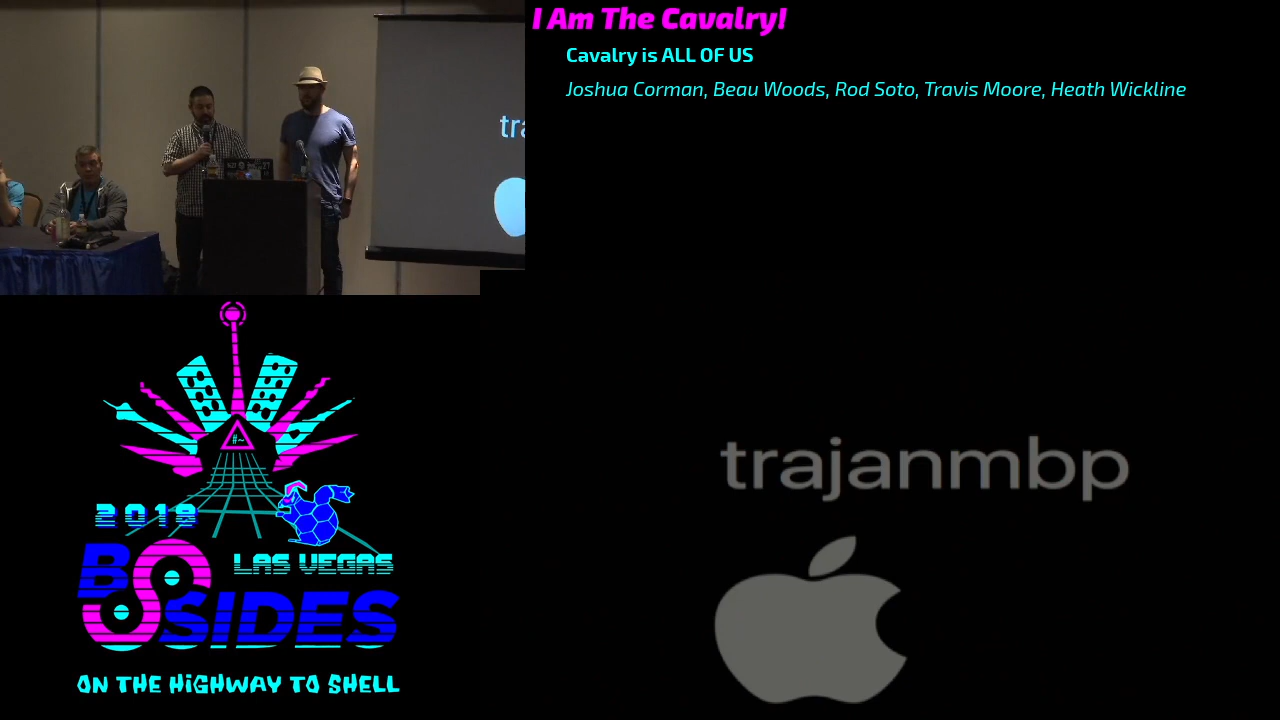 I Am The Cavalry!
Cavalry is ALL OF US
Joshua Corman, Beau Woods, Rod Soto, Travis Moore, Heath Wickline
tra
#~
2018
BSIDES
LAS VEGAS
ON THE HIGHWAY TO SHELL
trajanmbp